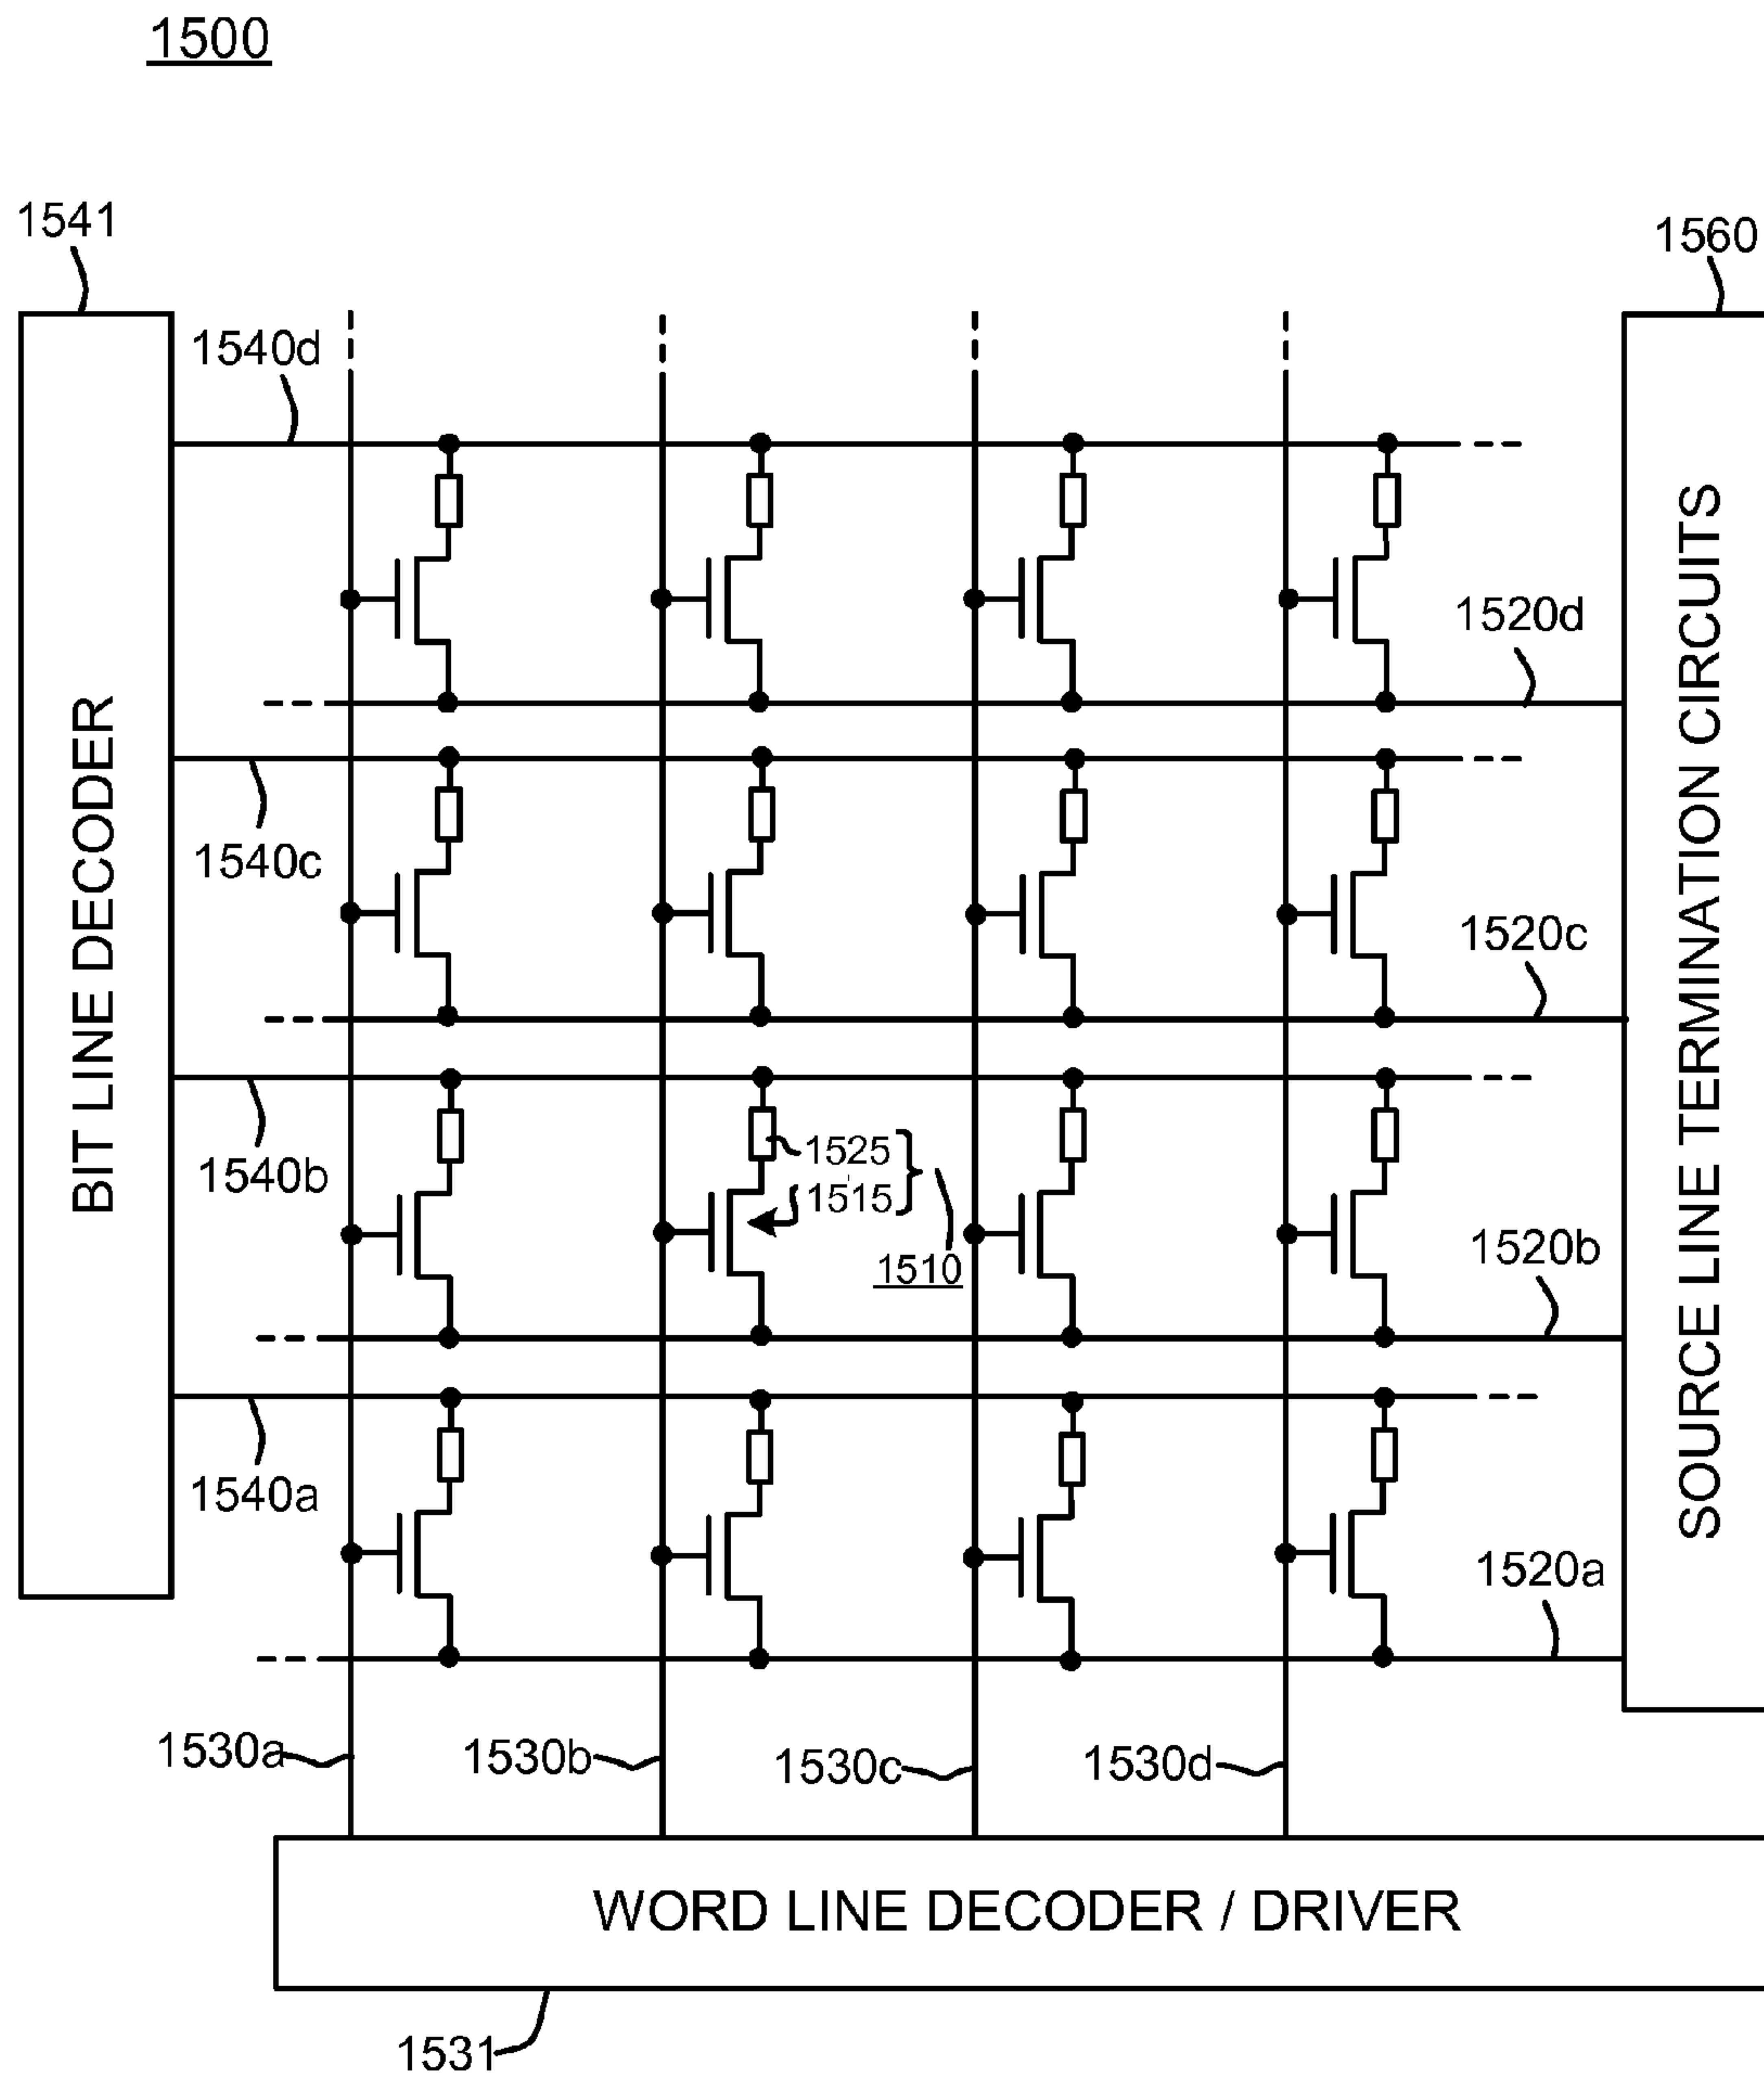 1500
1541
1560
1540d
1520d
1540c
1520c
BIT LINE DECODER
SOURCE LINE TERMINATION CIRCUITS
1525
1515
1540b
1510
1520b
1540a
1520a
1530a
1530b
1530c
1530d
WORD LINE DECODER / DRIVER
1531